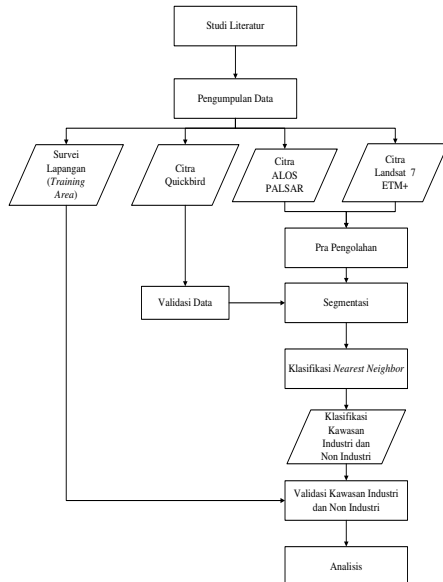 Studi Literatur
Pengumpulan Data
Survei
Lapangan
(Training
Area)
Citra
Quickbird
Citra
ALOS
PALSAR
Citra
Landsat 7
ETM+
Pra Pengolahan
Validasi Data
Segmentasi
Klasifikasi Nearest Neighbor
Klasifikasi
Kawasan
Industri dan
Non Industri
Validasi Kawasan Industri
dan Non Industri
Analisis